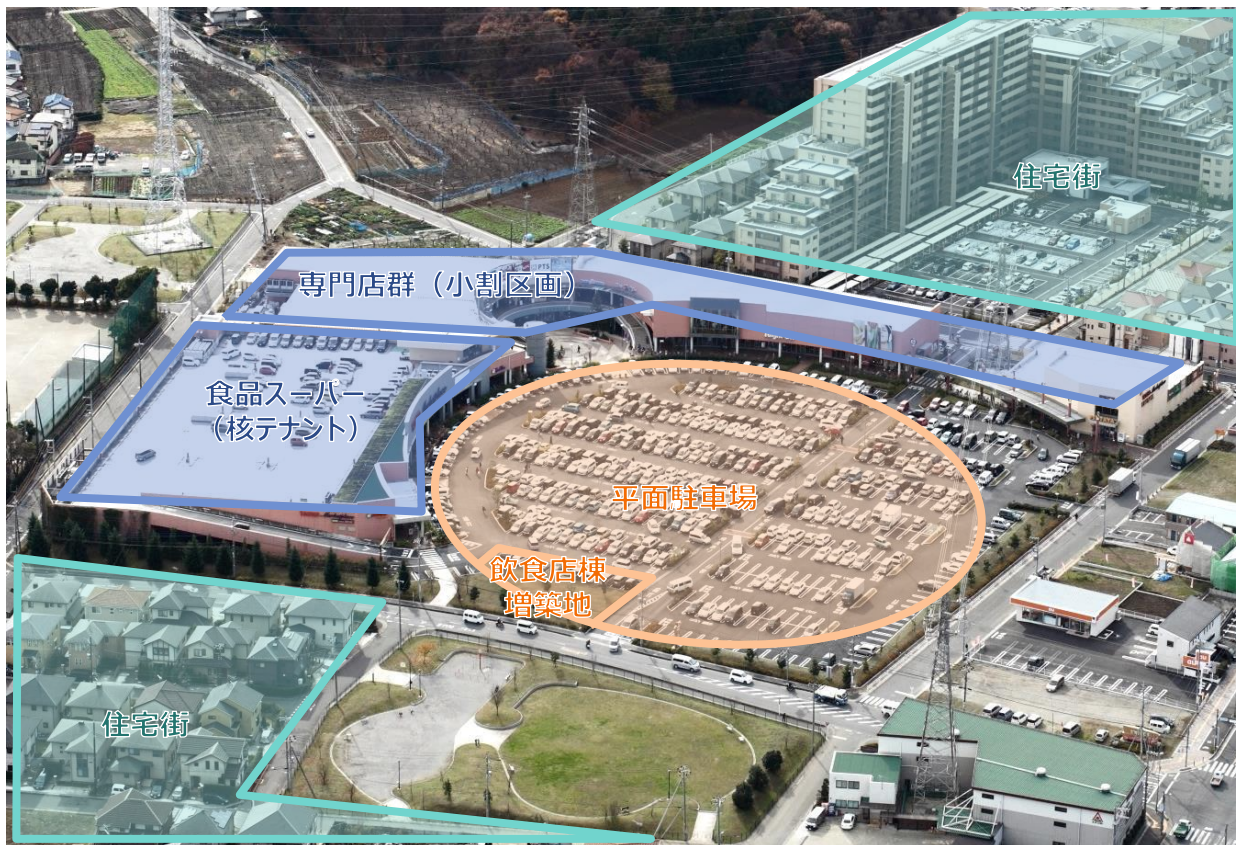 住宅街
専門店群（小割区画）
食品スーパー
（核テナント）
平面駐車場
飲食店棟
増築地
住宅街